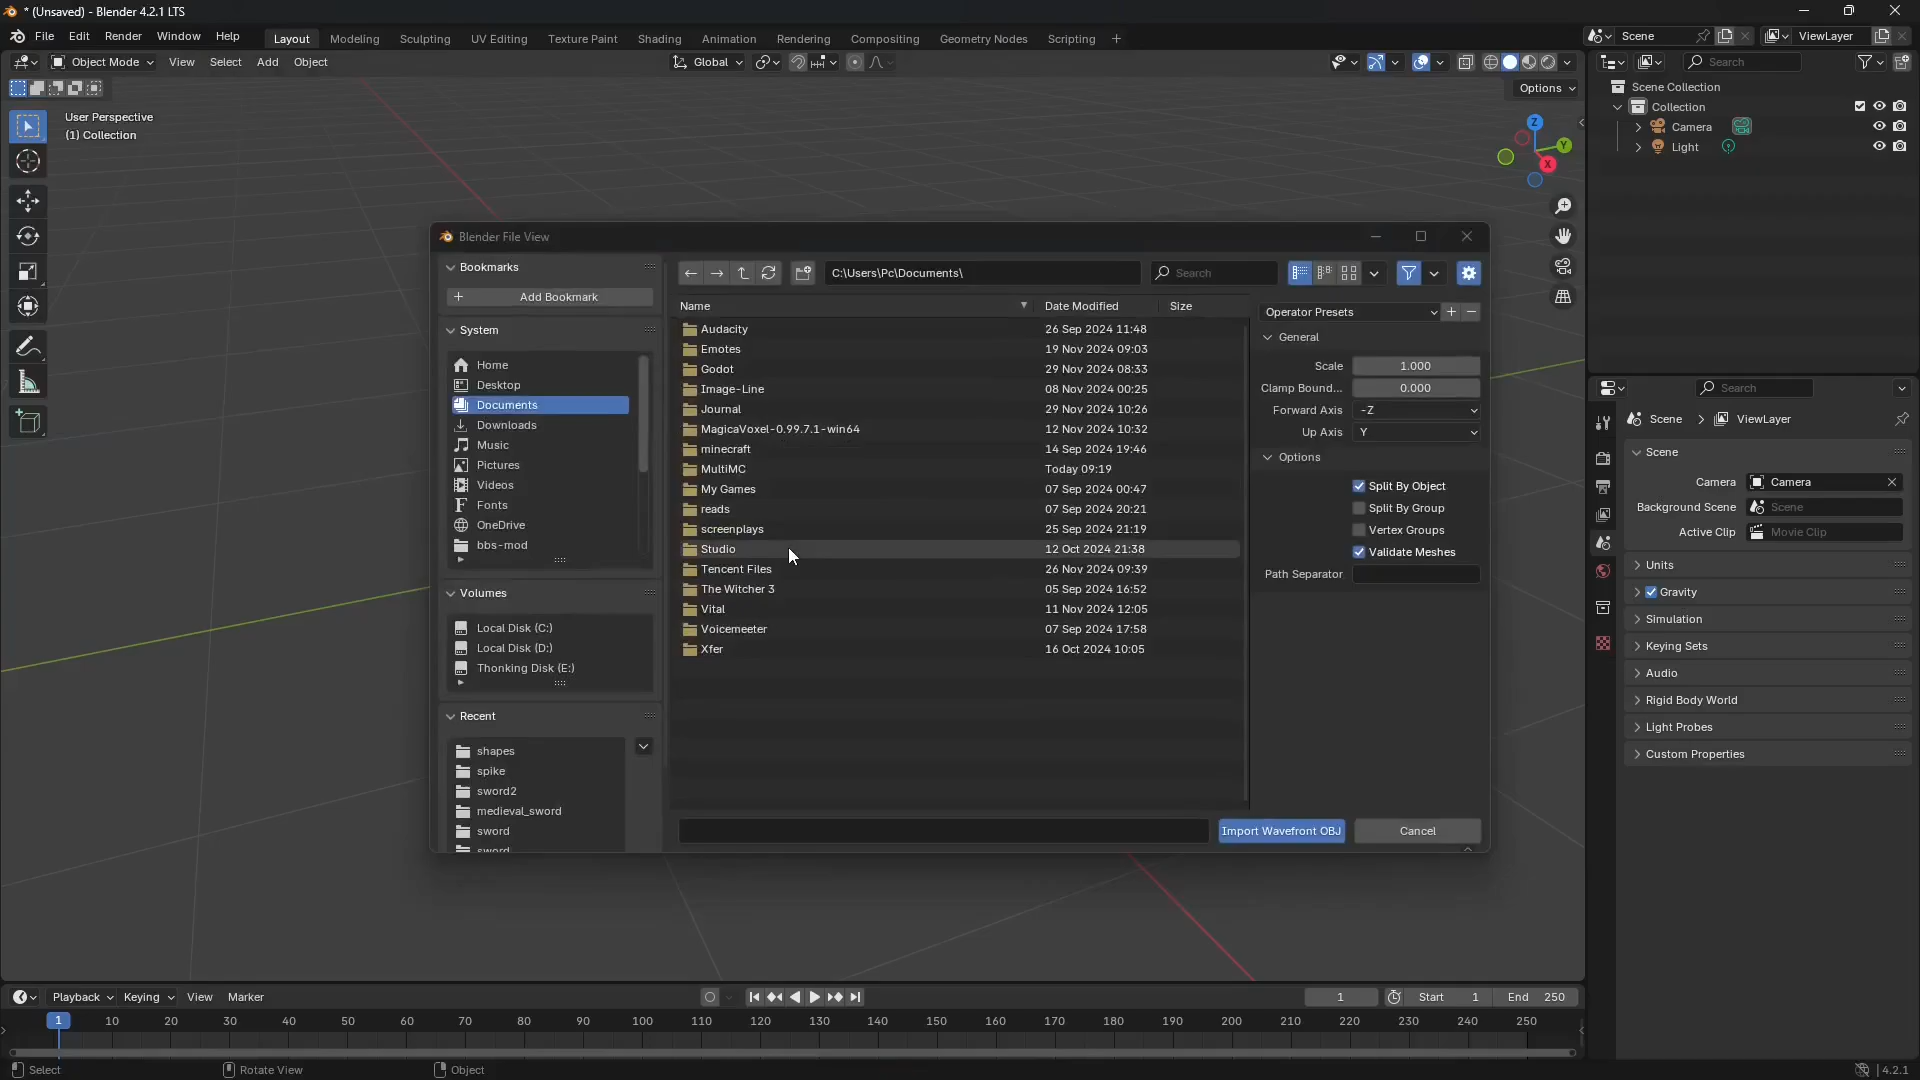 * (Unsaved) - Blender 4.2.1 LTS
File Edit Render Window Help Layout Modeling Sculpting UV Editing Texture Paint Shading Animation Rendering Compositing Geometry Nodes Scripting + Scene ViewLayer
Object Mode View Select Add Object Global Search
Options
User Perspective
(1) Collection
Scene Collection
Collection
Camera
Light
Z
Y
X
Blender File View
Bookmarks
Add Bookmark
System
Home
Desktop
Documents
Downloads
Music
Pictures
Videos
Fonts
OneDrive
bbs-mod
Volumes
Local Disk (C:)
Local Disk (D:)
Thonking Disk (E:)
Recent
shapes
spike
sword2
medieval_sword
sword
sword
C:\Users\Pc\Documents\ Search
Name Date Modified Size
Audacity 26 Sep 2024 11:48
Emotes 19 Nov 2024 09:03
Godot 29 Nov 2024 08:33
Image-Line 08 Nov 2024 00:25
Journal 29 Nov 2024 10:26
MagicaVoxel-0.99.7.1-win64 12 Nov 2024 10:32
minecraft 14 Sep 2024 19:46
MultiMC Today 09:19
My Games 07 Sep 2024 00:47
reads 07 Sep 2024 20:21
screenplays 25 Sep 2024 21:19
Studio 12 Oct 2024 21:38
Tencent Files 26 Nov 2024 09:39
The Witcher 3 05 Sep 2024 16:52
Vital 11 Nov 2024 12:05
Voicemeeter 07 Sep 2024 17:58
Xfer 16 Oct 2024 10:05
Operator Presets
General
Scale 1.000
Clamp Bound... 0.000
Forward Axis -Z
Up Axis Y
Options
Split By Object
Split By Group
Vertex Groups
Validate Meshes
Path Separator
Import Wavefront OBJ Cancel
Search
Scene ViewLayer
Scene
Camera Camera
Background Scene Scene
Active Clip Movie Clip
Units
Gravity
Simulation
Keying Sets
Audio
Rigid Body World
Light Probes
Custom Properties
Playback Keying View Marker 1 Start 1 End 250
1 10 20 30 40 50 60 70 80 90 100 110 120 130 140 150 160 170 180 190 200 210 220 230 240 250
Select Rotate View Object 4.2.1